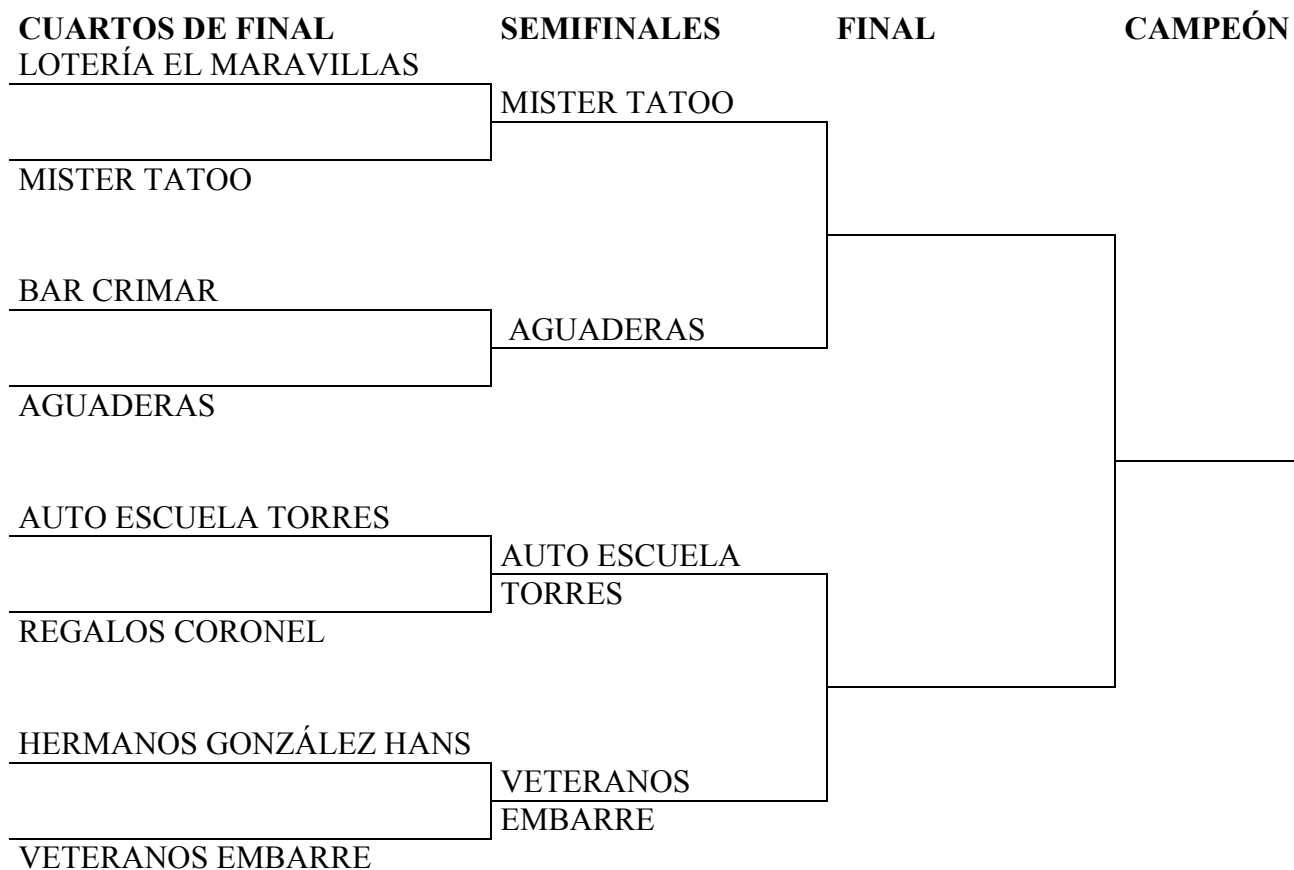 CUARTOS DE FINAL SEMIFINALES FINAL CAMPEÓN
LOTERÍA EL MARAVILLAS
MISTER TATOO
MISTER TATOO
BAR CRIMAR
AGUADERAS
AGUADERAS
AUTO ESCUELA TORRES
AUTO ESCUELA
TORRES
REGALOS CORONEL
HERMANOS GONZÁLEZ HANS
VETERANOS
EMBARRE
VETERANOS EMBARRE